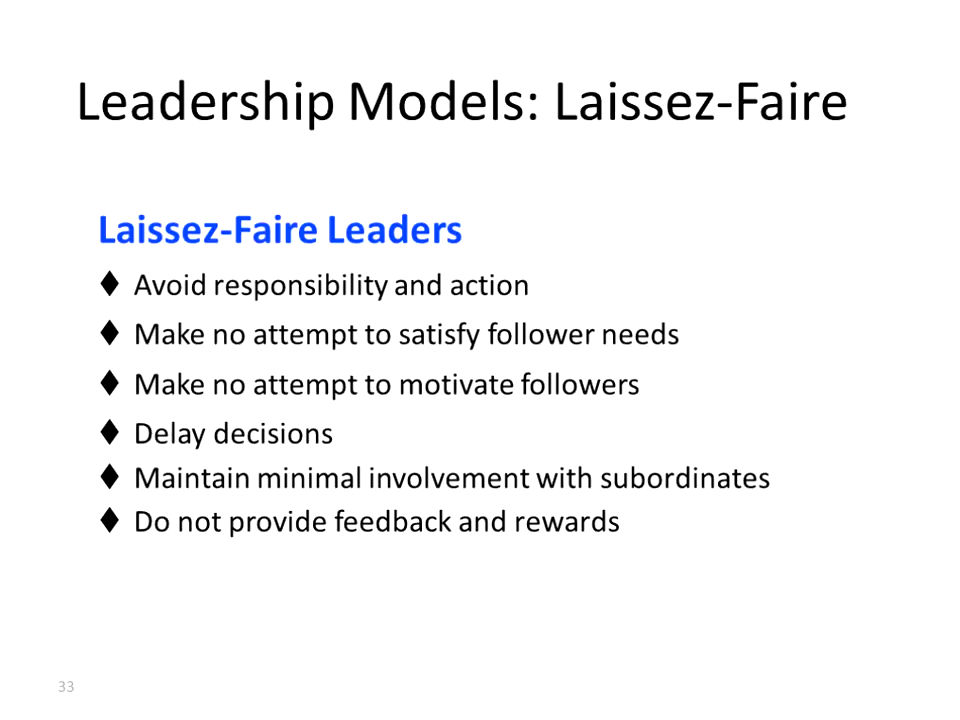 Leadership Models: Laissez-Faire
Laissez-Faire Leaders
♦ Avoid responsibility and action
♦ Make no attempt to satisfy follower needs
♦ Make no attempt to motivate followers
♦ Delay decisions
♦ Maintain minimal involvement with subordinates
♦ Do not provide feedback and rewards
33